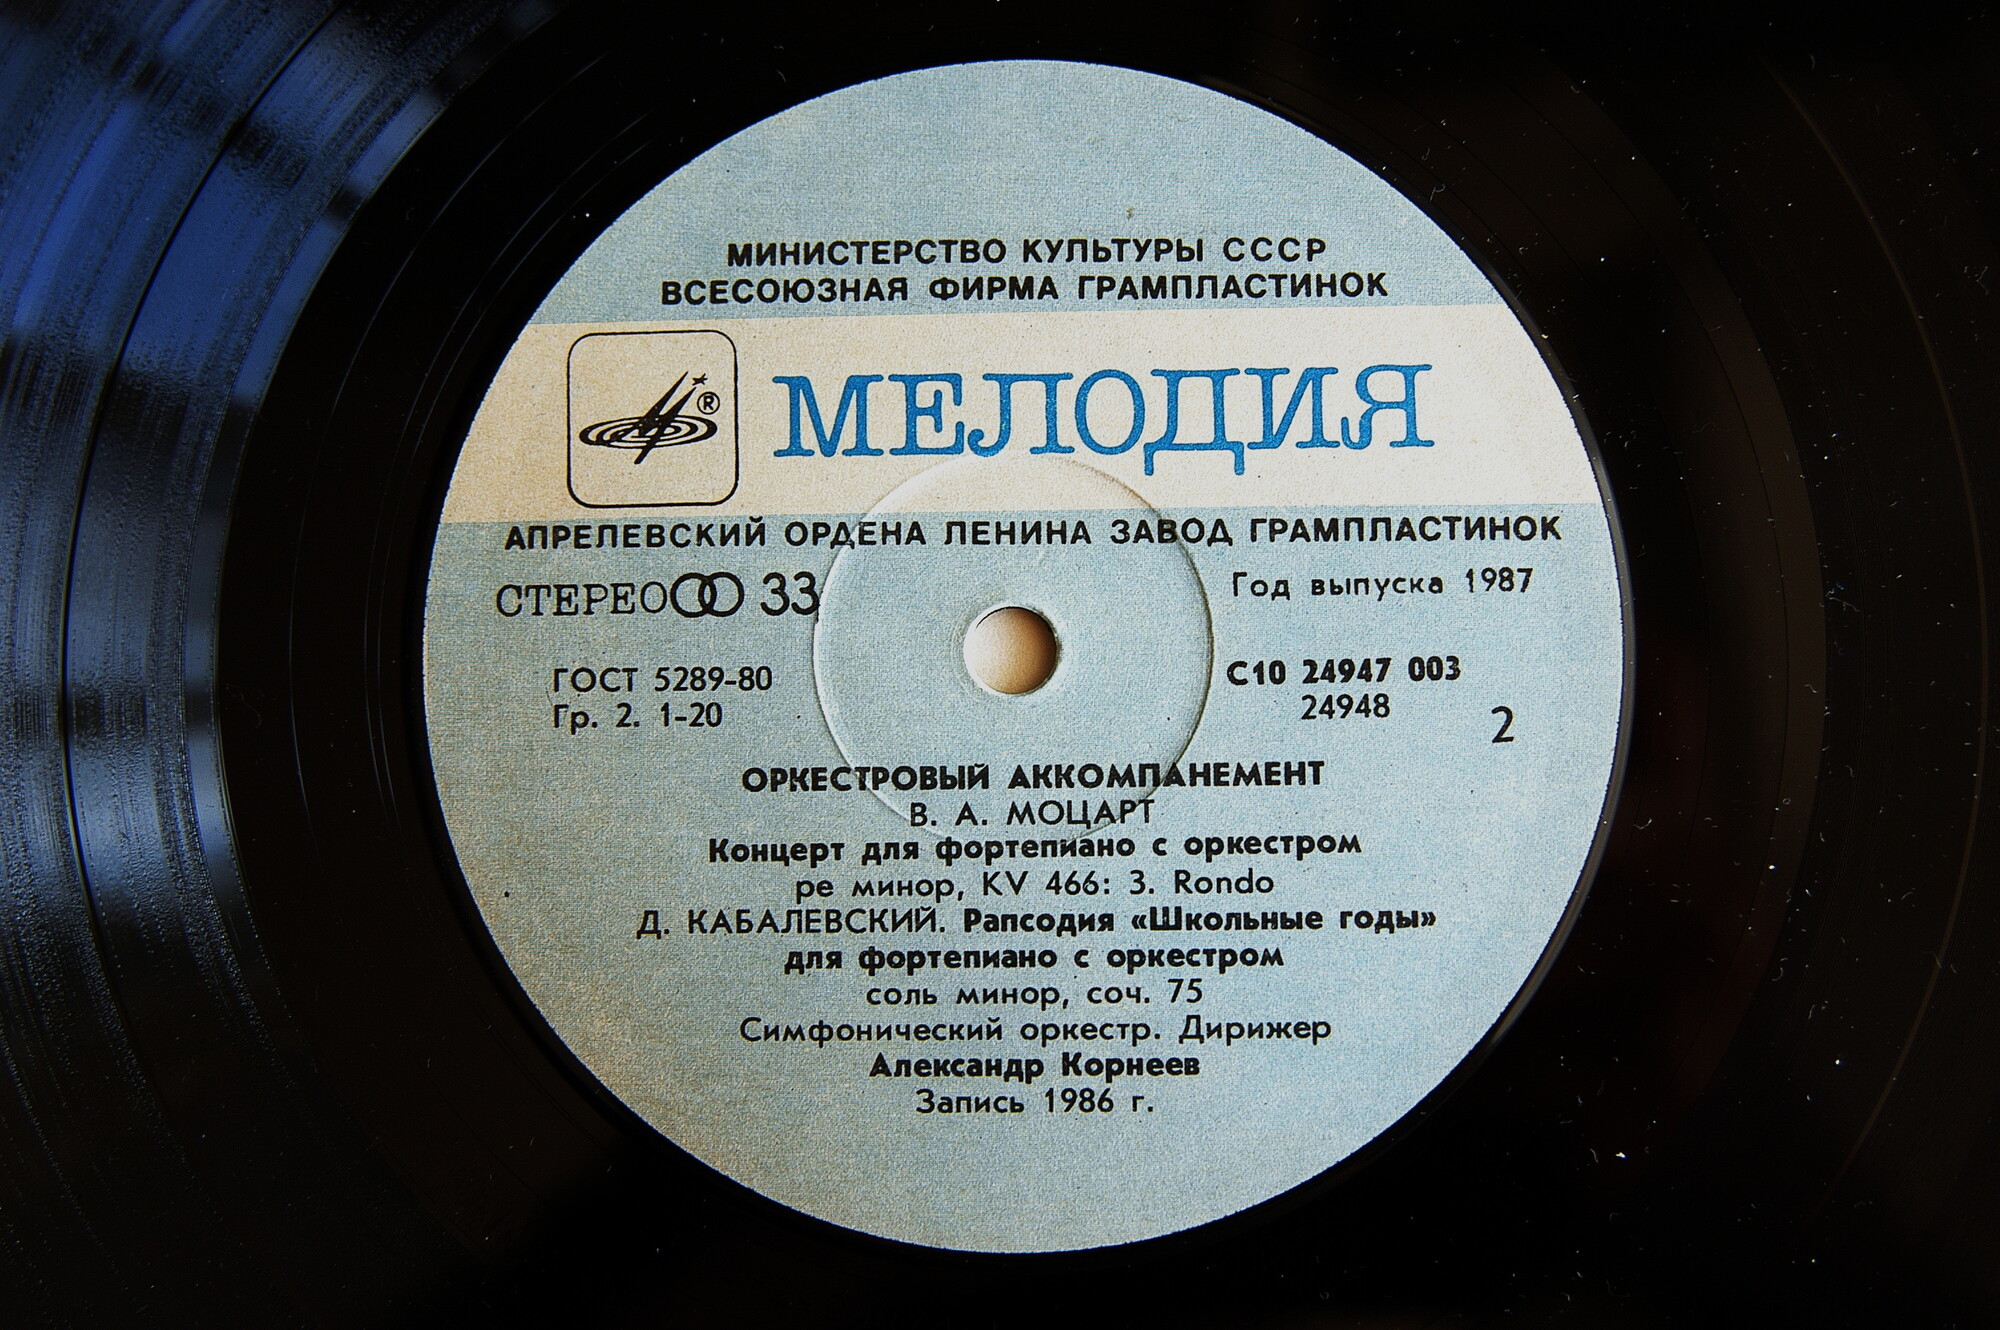 МИНИСТЕРСТВО КУЛЬТУРЫ СССР
ВСЕСОЮЗНАЯ ФИРМА ГРАМПЛАСТИНОК
® МЕЛОДИЯ
АПРЕЛЕВСКИЙ ОРДЕНА ЛЕНИНА ЗАВОД ГРАМПЛАСТИНОК
СТЕРЕО 33
Год выпуска 1987
ГОСТ 5289-80
Гр. 2. 1-20
С10 24947 003
24948
2
ОРКЕСТРОВЫЙ АККОМПАНЕМЕНТ
В. А. МОЦАРТ
Концерт для фортепиано с оркестром
ре минор, KV 466: 3. Rondo
Д. КАБАЛЕВСКИЙ. Рапсодия «Школьные годы»
для фортепиано с оркестром
соль минор, соч. 75
Симфонический оркестр. Дирижер
Александр Корнеев
Запись 1986 г.